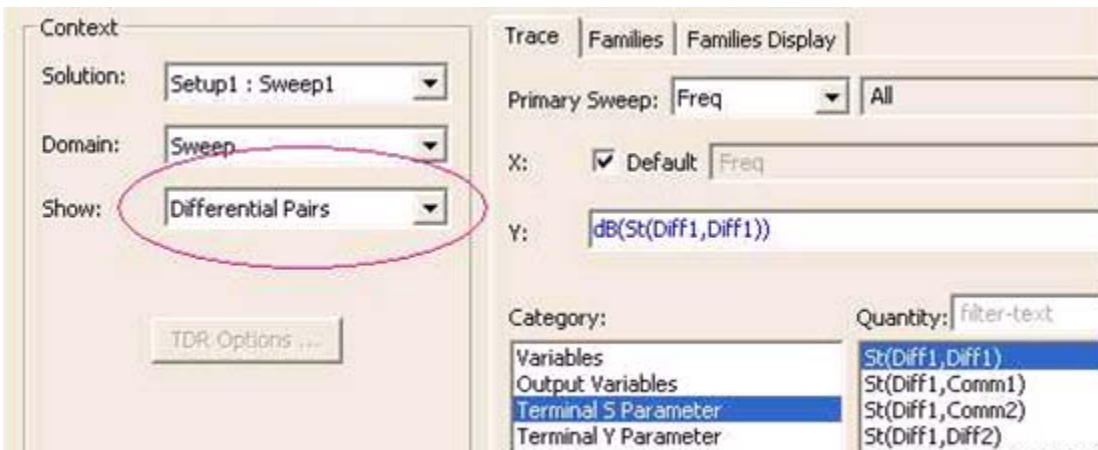 Context
Solution: Setup1 : Sweep1
Domain: Sweep
Show: Differential Pairs
TDR Options ...
Trace Families Families Display
Primary Sweep: Freq All
X: Default Freq
Y: dB(St(Diff1,Diff1))
Category:
Variables
Output Variables
Terminal S Parameter
Terminal Y Parameter
Quantity: filter-text
St(Diff1,Diff1)
St(Diff1,Comm1)
St(Diff1,Comm2)
St(Diff1,Diff2)